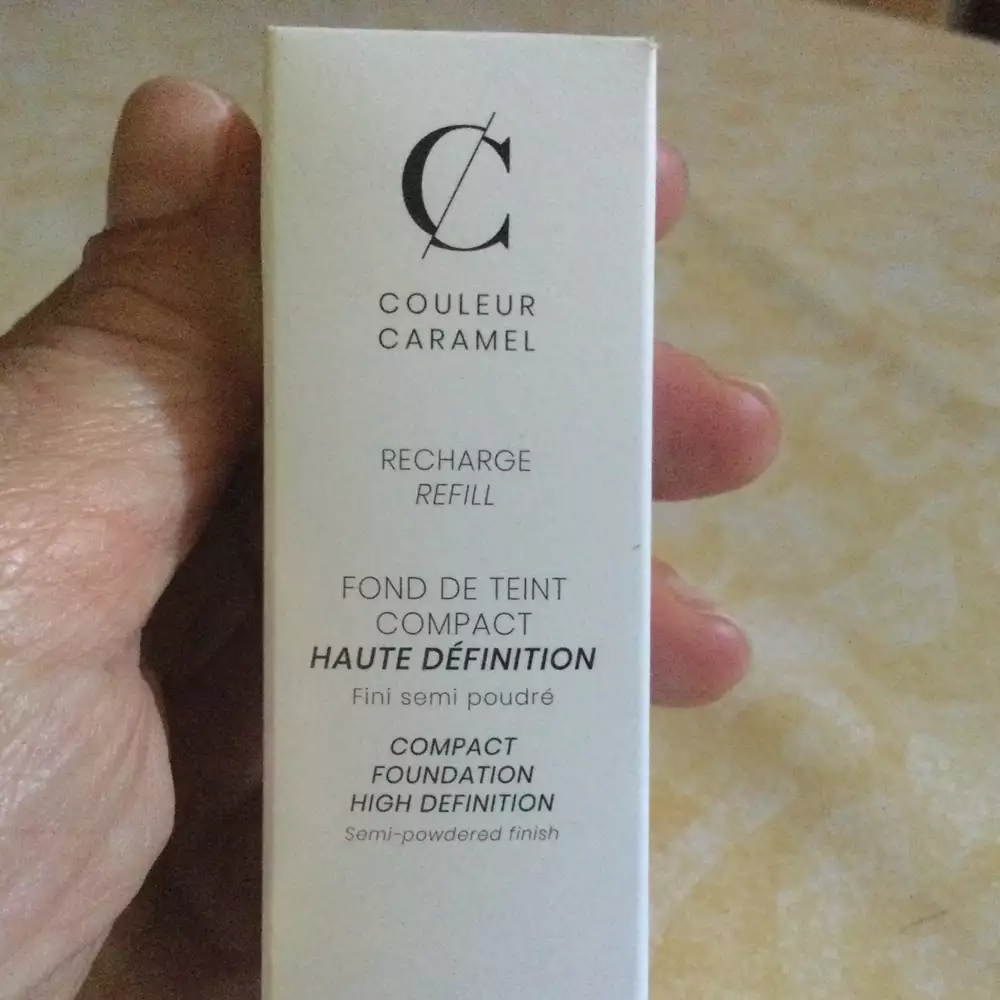 C
COULEUR
CARAMEL
RECHARGE
REFILL
FOND DE TEINT
COMPACT
HAUTE DÉFINITION
Fini semi poudré
COMPACT
FOUNDATION
HIGH DEFINITION
Semi-powdered finish